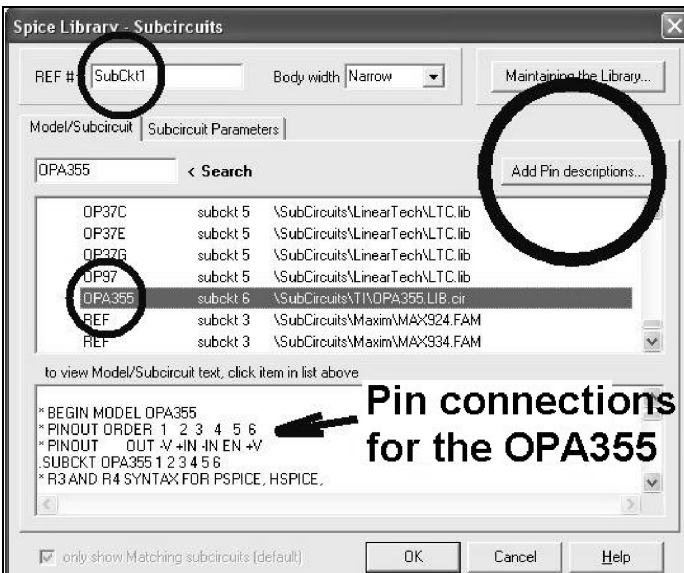 Spice Library - Subcircuits
REF #: SubCkt1 Body width Narrow Maintaining the Library...
Model/Subcircuit Subcircuit Parameters
OPA355 < Search Add Pin descriptions...
OP37C subckt 5 \SubCircuits\LinearTech\LTC.lib
OP37E subckt 5 \SubCircuits\LinearTech\LTC.lib
OP37G subckt 5 \SubCircuits\LinearTech\LTC.lib
OP97 subckt 5 \SubCircuits\LinearTech\LTC.lib
OPA355 subckt 6 \SubCircuits\TI\OPA355.LIB.cir
REF subckt 3 \SubCircuits\Maxim\MAX924.FAM
REF subckt 3 \SubCircuits\Maxim\MAX934.FAM
to view Model/Subcircuit text, click item in list above
* BEGIN MODEL OPA355
* PINOUT ORDER 1 2 3 4 5 6
* PINOUT OUT -V +IN -IN EN +V
.SUBCKT OPA355 1 2 3 4 5 6
* R3 AND R4 SYNTAX FOR PSPICE, HSPICE,
Pin connections
for the OPA355
only show Matching subcircuits (default) OK Cancel Help